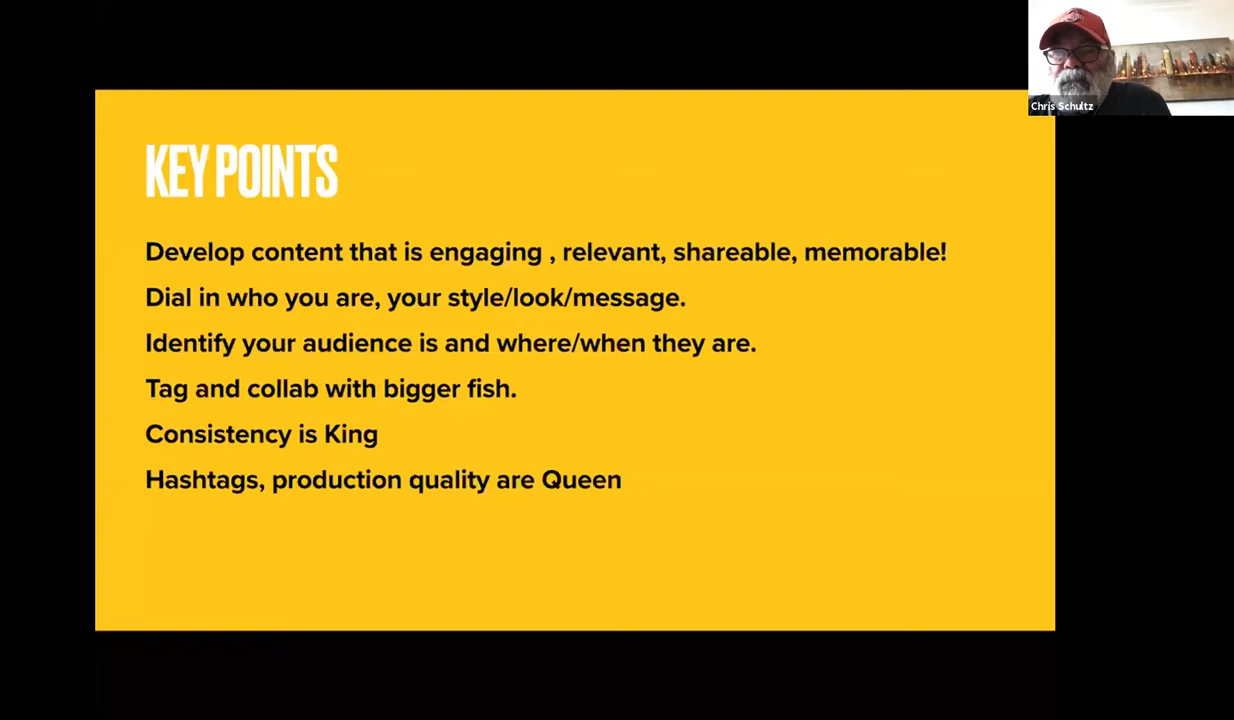 KEY POINTS
Develop content that is engaging , relevant, shareable, memorable!
Dial in who you are, your style/look/message.
Identify your audience is and where/when they are.
Tag and collab with bigger fish.
Consistency is King
Hashtags, production quality are Queen
Chris Schultz